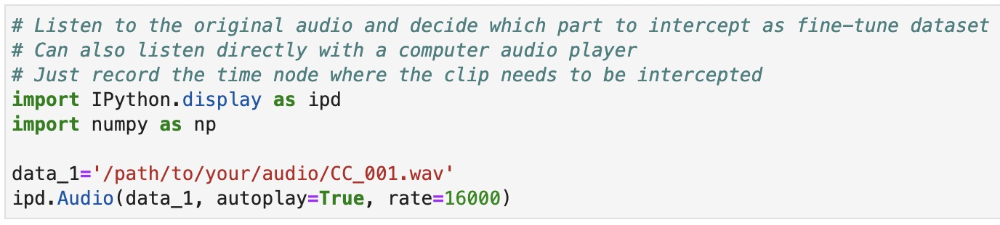 # Listen to the original audio and decide which part to intercept as fine-tune dataset
# Can also listen directly with a computer audio player
# Just record the time node where the clip needs to be intercepted
import IPython.display as ipd
import numpy as np
data_1='/path/to/your/audio/CC_001.wav'
ipd.Audio(data_1, autoplay=True, rate=16000)